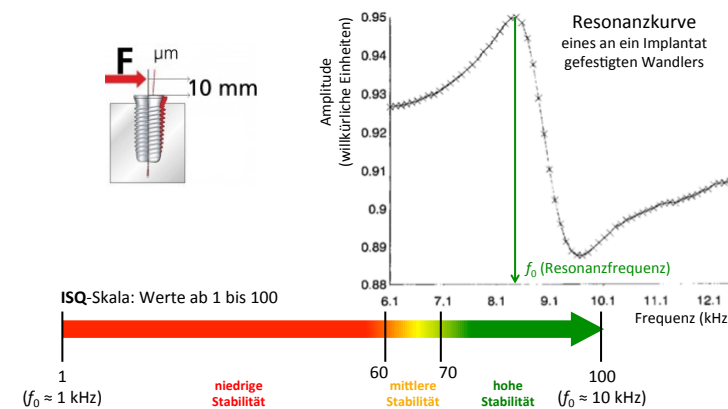 F
µm
10 mm
Amplitude
(willkürliche Einheiten)
0.95
0.94
0.93
0.92
0.91
0.9
0.89
0.88
Resonanzkurve
eines an ein Implantat
gefestigten Wandlers
f₀ (Resonanzfrequenz)
6.1 7.1 8.1 9.1 10.1 11.1 12.1
Frequenz (kHz
ISQ-Skala: Werte ab 1 bis 100
1 60 70 100
(f₀ ≈ 1 kHz) (f₀ ≈ 10 kHz)
niedrige
Stabilität
mittlere
Stabilität
hohe
Stabilität